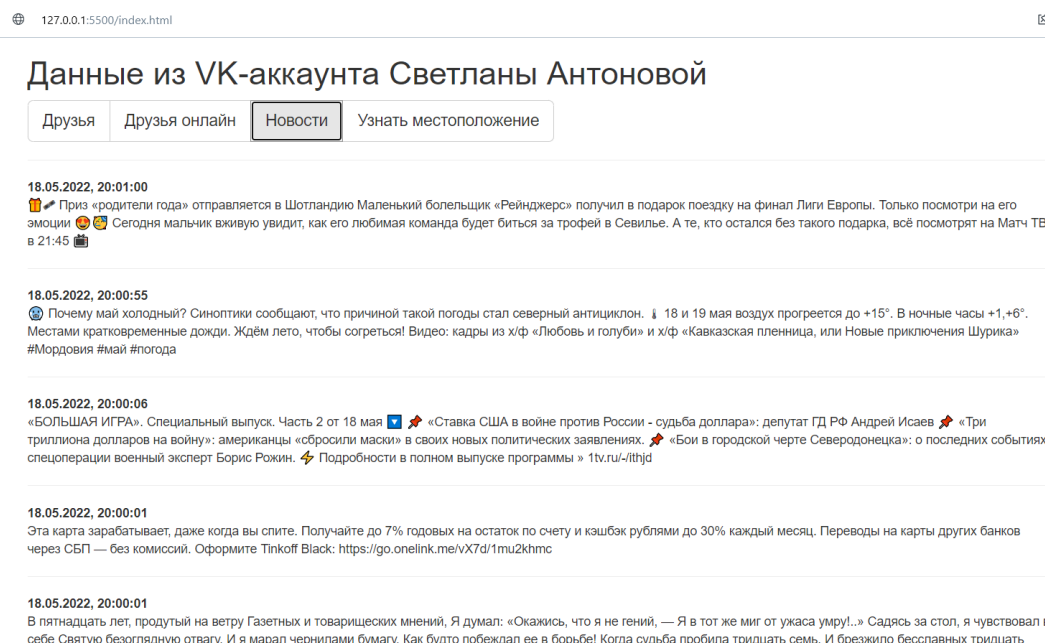 127.0.0.1:5500/index.html
Данные из VK-аккаунта Светланы Антоновой
Друзья Друзья онлайн Новости Узнать местоположение
18.05.2022, 20:01:00
🎁 Приз «родители года» отправляется в Шотландию Маленький болельщик «Рейнджерс» получил в подарок поездку на финал Лиги Европы. Только посмотри на его
эмоции 😍🥳 Сегодня мальчик вживую увидит, как его любимая команда будет биться за трофей в Севилье. А те, кто остался без такого подарка, всё посмотрят на Матч ТВ
в 21:45 📺
18.05.2022, 20:00:55
🥶 Почему май холодный? Синоптики сообщают, что причиной такой погоды стал северный антициклон. 🌡 18 и 19 мая воздух прогреется до +15°. В ночные часы +1,+6°.
Местами кратковременные дожди. Ждём лето, чтобы согреться! Видео: кадры из х/ф «Любовь и голуби» и х/ф «Кавказская пленница, или Новые приключения Шурика»
#Мордовия #май #погода
18.05.2022, 20:00:06
«БОЛЬШАЯ ИГРА». Специальный выпуск. Часть 2 от 18 мая 🔽 📌 «Ставка США в войне против России - судьба доллара»: депутат ГД РФ Андрей Исаев 📌 «Три
триллиона долларов на войну»: американцы «сбросили маски» в своих новых политических заявлениях. 📌 «Бои в городской черте Северодонецка»: о последних событиях
спецоперации военный эксперт Борис Рожин. ⚡ Подробности в полном выпуске программы » 1tv.ru/-/ithjd
18.05.2022, 20:00:01
Эта карта зарабатывает, даже когда вы спите. Получайте до 7% годовых на остаток по счету и кэшбэк рублями до 30% каждый месяц. Переводы на карты других банков
через СБП — без комиссий. Оформите Tinkoff Black: https://go.onelink.me/vX7d/1mu2khmc
18.05.2022, 20:00:01
В пятнадцать лет, продутый на ветру Газетных и товарищеских мнений, Я думал: «Окажись, что я не гений, — Я в тот же миг от ужаса умру!..» Садясь за стол, я чувствовал
себе Святую безоглядную отвагу. И я марал чернилами бумагу, Как будто побеждал ее в борьбе! Когда судьба пробила тридцать семь, И брезжило бесславных тридцать